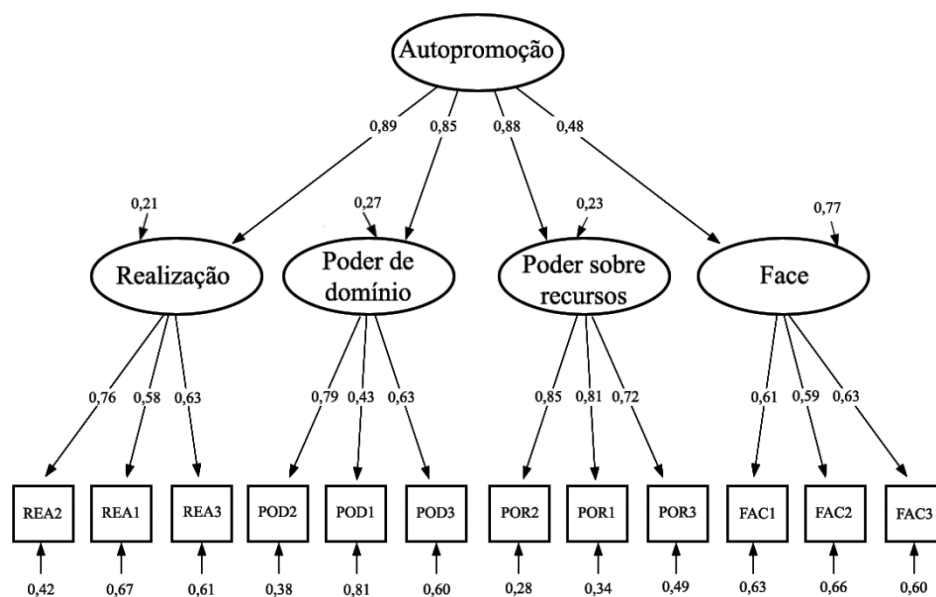 Autopromoção
0,89 0,85 0,88 0,48
0,21 0,27 0,23 0,77
Realização
Poder de
domínio
Poder sobre
recursos
Face
0,76 0,58 0,63 0,79 0,43 0,63 0,85 0,81 0,72 0,61 0,59 0,63
REA2 REA1 REA3 POD2 POD1 POD3 POR2 POR1 POR3 FAC1 FAC2 FAC3
0,42 0,67 0,61 0,38 0,81 0,60 0,28 0,34 0,49 0,63 0,66 0,60